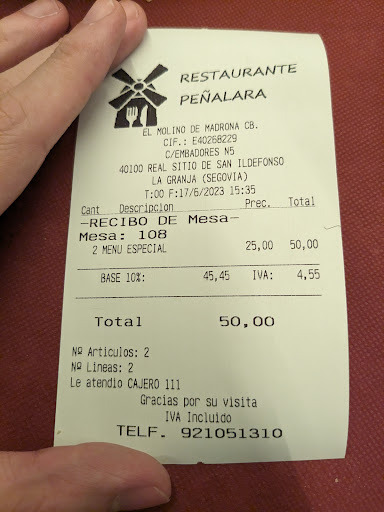 RESTAURANTE
PEÑALARA
EL MOLINO DE MADRONA CB.
CIF.: E40268229
C/EMBADORES N5
40100 REAL SITIO DE SAN ILDEFONSO
LA GRANJA (SEGOVIA)
T:00 F:17/6/2023 15:35
Cant Descripcion Prec. Total
-RECIBO DE Mesa-
Mesa: 108
2 MENU ESPECIAL 25,00 50,00
BASE 10%: 45,45 IVA: 4,55
Total 50,00
Nº Articulos: 2
Nº Lineas: 2
Le atendio CAJERO 111
Gracias por su visita
IVA Incluido
TELF. 921051310